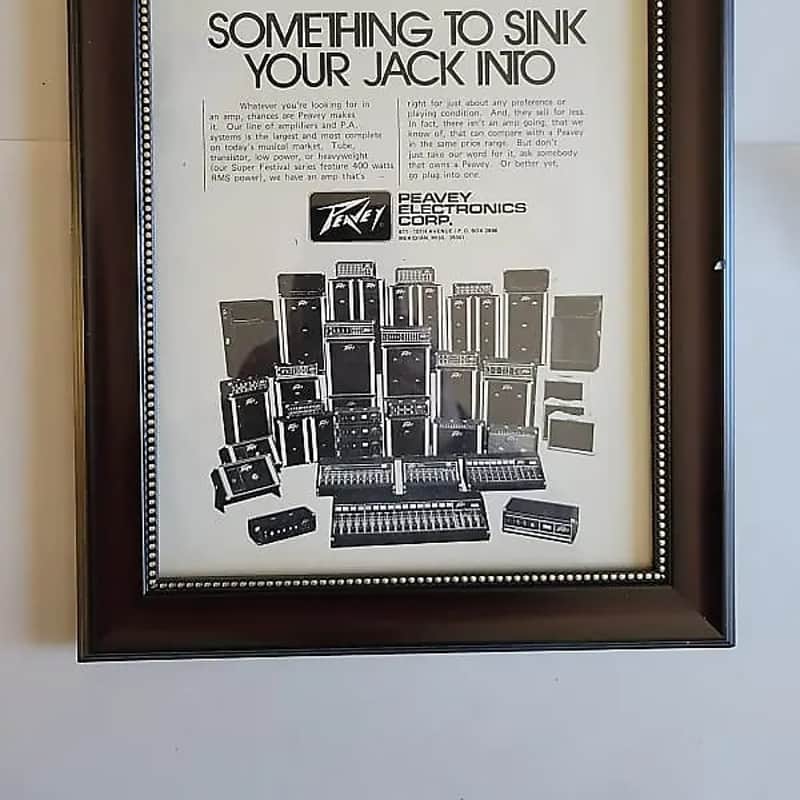 SOMETHING TO SINK
YOUR JACK INTO
Whatever you're looking for in
an amp, chances are Peavey makes
it. Our line of amplifiers and P.A.
systems is the largest and most complete
on today's musical market. Tube,
transistor, low power, or heavyweight
(our Super Festival series feature 400 watts
RMS power), we have an amp that's
right for just about any preference or
playing condition. And, they sell for less.
In fact, there isn't an amp going, that we
know of, that can compare with a Peavey
in the same price range. But don't
just take our word for it, ask somebody
that owns a Peavey. Or better yet,
go plug into one.
PEAVEY
PEAVEY
ELECTRONICS
CORP.
MERIDIAN, MISS. 39301